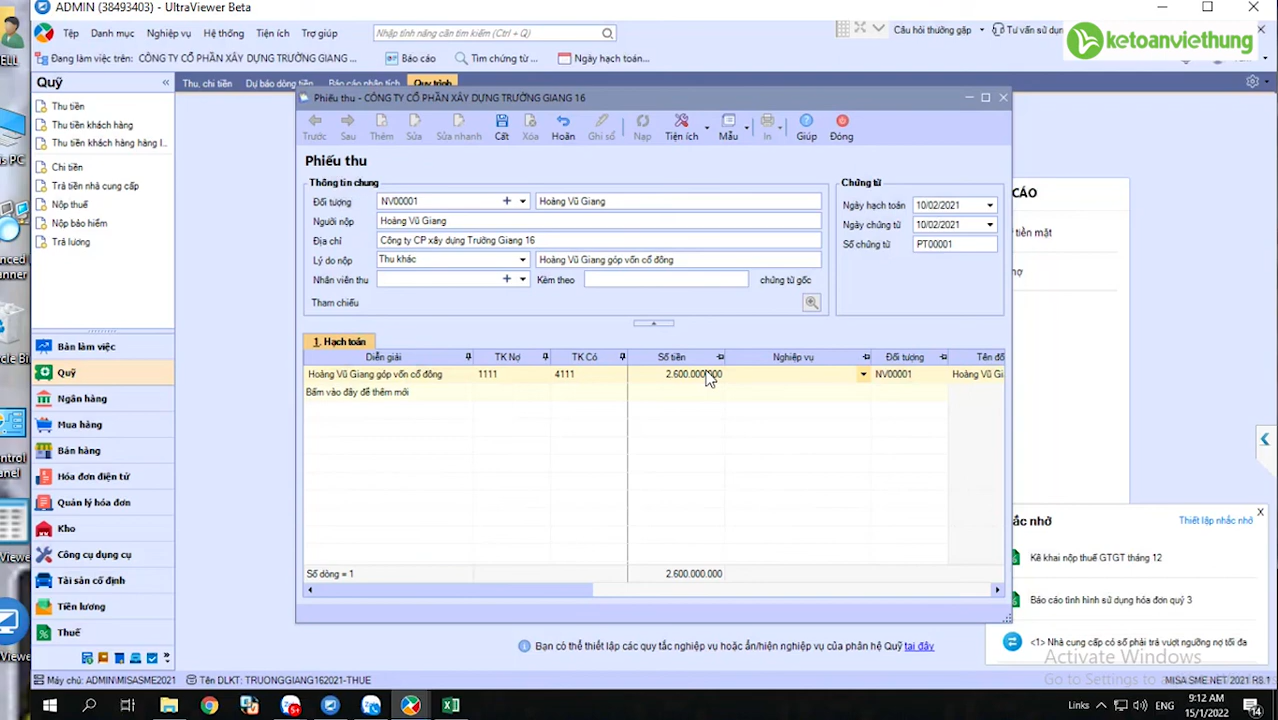 ADMIN (38493403) - UltraViewer
ketoanviethung
Tệp Danh mục Nghiệp vụ Hệ thống Tiện ích Trợ giúp Nhập tính năng cần tìm kiếm (Ctrl + Q) Câu hỏi thường gặp Tư vấn sử dụn
Đang làm việc trên: CÔNG TY CỔ PHẦN XÂY DỰNG TRƯỜNG GIANG ... Báo cáo Tìm chứng từ ... Ngày hạch toán...
Quỹ « Thu, chi tiền Dự báo dòng tiền Báo cáo phân tích Quy trình
Thu tiền
Thu tiền khách hàng
Thu tiền khách hàng hàng l...
Chi tiền
Trả tiền nhà cung cấp
Nộp thuế
Nộp bảo hiểm
Trả lương
Bàn làm việc
Quỹ
Ngân hàng
Mua hàng
Bán hàng
Hóa đơn điện tử
Quản lý hóa đơn
Kho
Công cụ dụng cụ
Tài sản cố định
Tiền lương
Thuế
Phiếu thu - CÔNG TY CỔ PHẦN XÂY DỰNG TRƯỜNG GIANG 16
Trước Sau Thêm Sửa Sửa nhanh Cất Xóa Hoãn Ghi sổ Nạp Tiện ích Mẫu In Giúp Đóng
Phiếu thu
Thông tin chung
Đối tượng NV00001 Hoàng Vũ Giang
Người nộp Hoàng Vũ Giang
Địa chỉ Công ty CP xây dựng Trường Giang 16
Lý do nộp Thu khác Hoàng Vũ Giang góp vốn cổ đông
Nhân viên thu Kèm theo chứng từ gốc
Tham chiếu
Chứng từ
Ngày hạch toán 10/02/2021
Ngày chứng từ 10/02/2021
Số chứng từ PT00001
1. Hạch toán
Diễn giải TK Nợ TK Có Số tiền Nghiệp vụ Đối tượng Tên đố
Hoàng Vũ Giang góp vốn cổ đông 1111 4111 2.600.000.000 NV00001 Hoàng Vũ Gi
Bấm vào đây để thêm mới
Số dòng = 1 2.600.000.000
CÁO
tiền mặt
ắc nhở Thiết lập nhắc nhở X
Kê khai nộp thuế GTGT tháng 12
Báo cáo tình hình sử dụng hóa đơn quý 3
<1> Nhà cung cấp có số phải trả vượt ngưỡng nợ tối đa
Bạn có thể thiết lập các quy tắc nghiệp vụ hoặc ẩn/hiện nghiệp vụ của phân hệ Quỹ tại đây
Activate Windows
Go to Settings to a
Máy chủ: ADMIN\MISASME2021 Tên DLKT: TRUONGGIANG162021-THUE MISA SME.NET 2021 R8.1
Links ENG 9:12 AM
15/1/2022
14